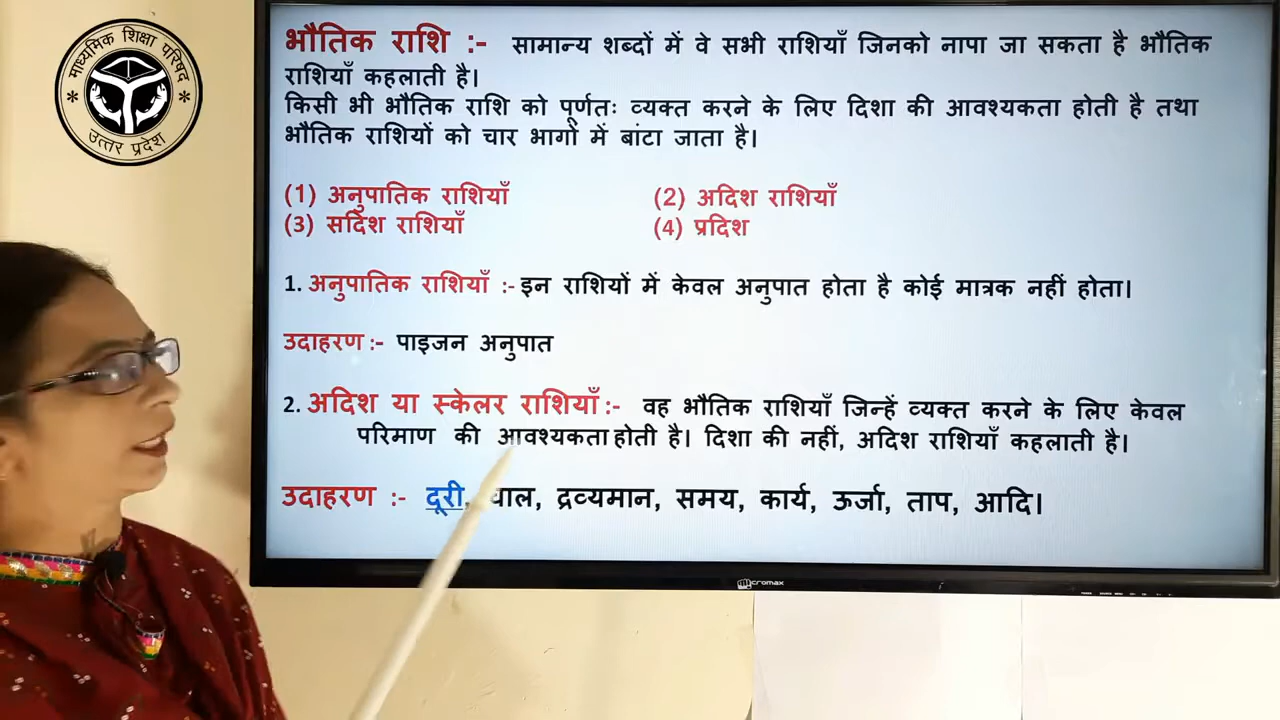 माध्यमिक शिक्षा परिषद
उत्तर प्रदेश
भौतिक राशि :- सामान्य शब्दों में वे सभी राशियाँ जिनको नापा जा सकता है भौतिक
राशियाँ कहलाती है।
किसी भी भौतिक राशि को पूर्णतः व्यक्त करने के लिए दिशा की आवश्यकता होती है तथा
भौतिक राशियों को चार भागों में बांटा जाता है।
(1) अनुपातिक राशियाँ (2) अदिश राशियाँ
(3) सदिश राशियाँ (4) प्रदिश
1. अनुपातिक राशियाँ :- इन राशियों में केवल अनुपात होता है कोई मात्रक नहीं होता।
उदाहरण :- पाइजन अनुपात
2. अदिश या स्केलर राशियाँ :- वह भौतिक राशियाँ जिन्हें व्यक्त करने के लिए केवल
परिमाण की आवश्यकता होती है। दिशा की नहीं, अदिश राशियाँ कहलाती है।
उदाहरण :- दूरी, चाल, द्रव्यमान, समय, कार्य, ऊर्जा, ताप, आदि।
micromax